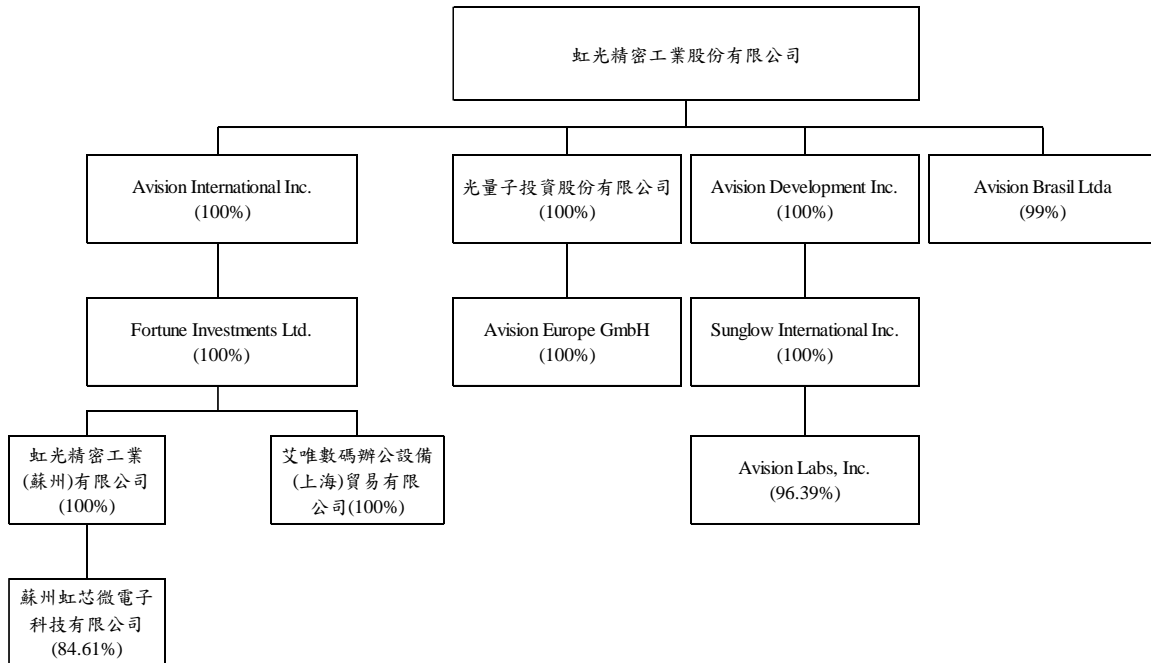 虹光精密工業股份有限公司
Avision International Inc.
(100%)
光量子投資股份有限公司
(100%)
Avision Development Inc.
(100%)
Avision Brasil Ltda
(99%)
Fortune Investments Ltd.
(100%)
Avision Europe GmbH
(100%)
Sunglow International Inc.
(100%)
虹光精密工業
(蘇州)有限公司
(100%)
艾唯數碼辦公設備
(上海)貿易有限
公司(100%)
Avision Labs, Inc.
(96.39%)
蘇州虹芯微電子
科技有限公司
(84.61%)